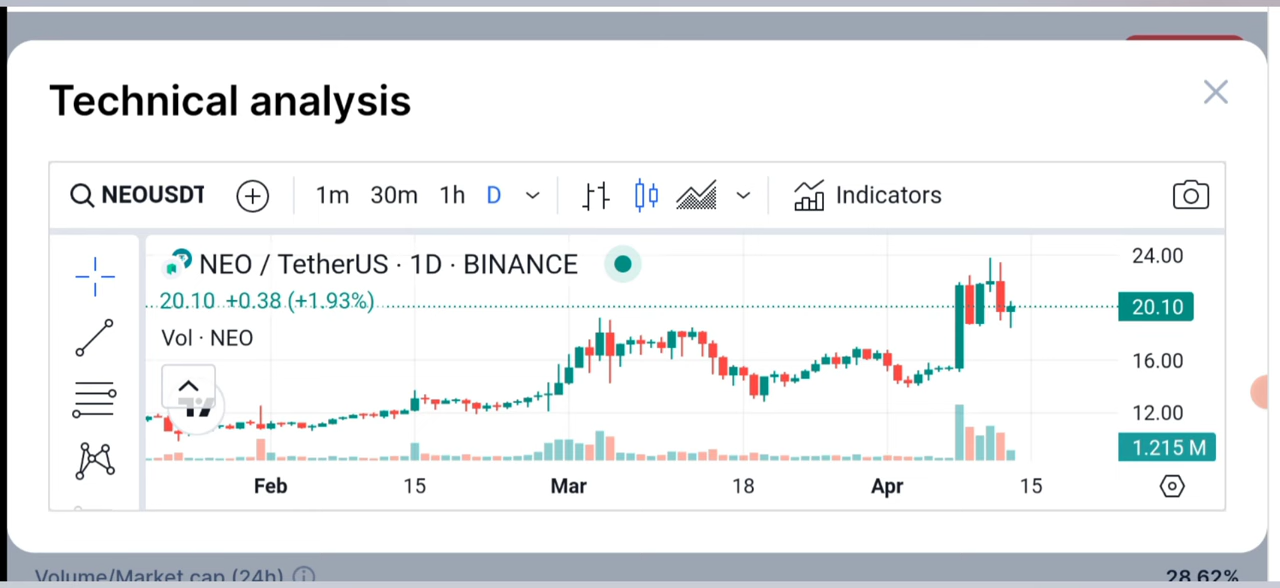 Technical analysis
NEOUSDT
1m 30m 1h D
Indicators
NEO / TetherUS · 1D · BINANCE
20.10 +0.38 (+1.93%)
Vol · NEO
24.00
20.10
16.00
12.00
1.215 M
Feb 15 Mar 18 Apr 15
Volume/Market cap (24h)
28.62%